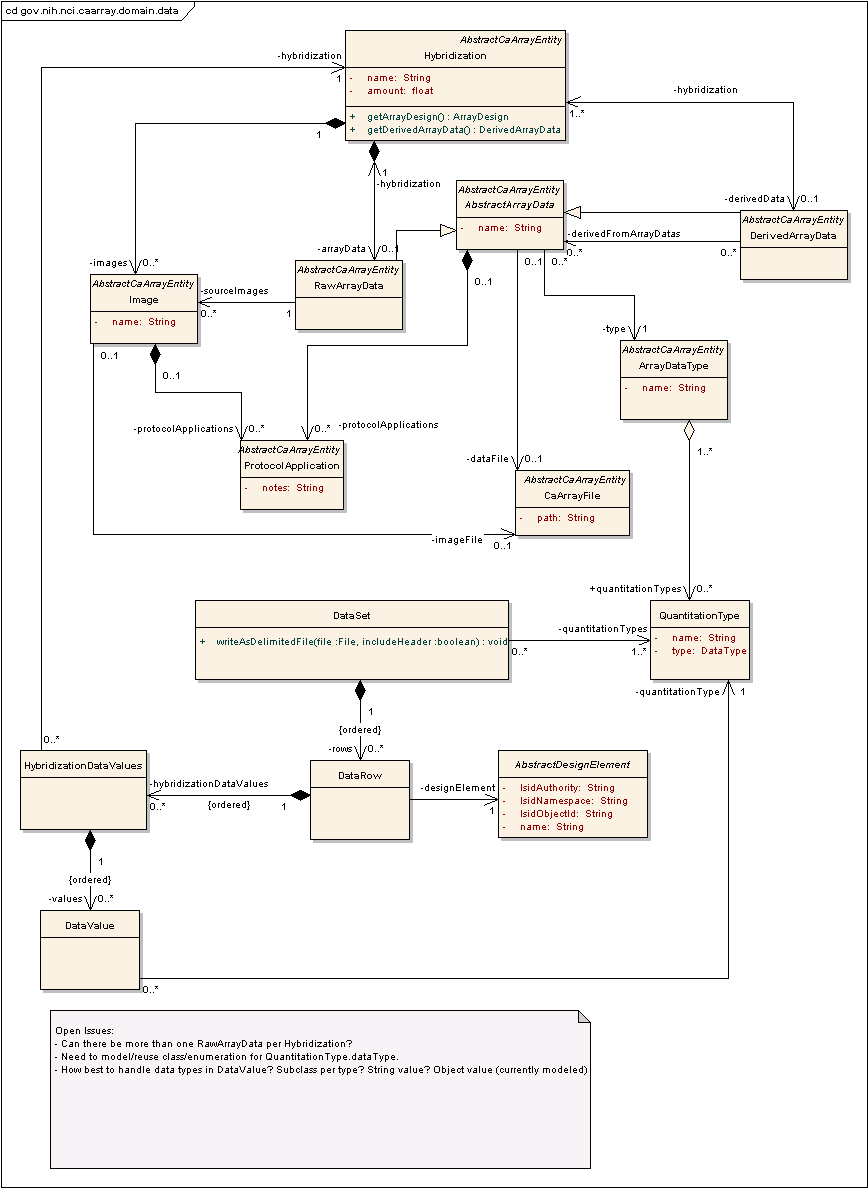 cd gov.nih.nci.caarray.domain.data
AbstractCaArrayEntity
Hybridization
- name: String
- amount: float
+ getArrayDesign() : ArrayDesign
+ getDerivedArrayData() : DerivedArrayData
-hybridization
1
-hybridization
1..*
1
1
-hybridization
AbstractCaArrayEntity
AbstractArrayData
- name: String
-derivedData
0..1
AbstractCaArrayEntity
DerivedArrayData
-derivedFromArrayDatas
0..*
0..*
-arrayData
0..1
-images
0..*
AbstractCaArrayEntity
RawArrayData
AbstractCaArrayEntity
Image
- name: String
-sourceImages
0..*
1
0..1
0..1
0..*
-type
1
AbstractCaArrayEntity
ArrayDataType
- name: String
0..1
0..1
-protocolApplications
0..*
0..*
-protocolApplications
AbstractCaArrayEntity
ProtocolApplication
- notes: String
1..*
-dataFile
0..1
AbstractCaArrayEntity
CaArrayFile
- path: String
-imageFile
0..1
+quantitationTypes
0..*
DataSet
+ writeAsDelimitedFile(file :File, includeHeader :boolean) : void
-quantitationTypes
0..*
1..*
QuantitationType
- name: String
- type: DataType
-quantitationType
1
1
{ordered}
-rows
0..*
0..*
HybridizationDataValues
-hybridizationDataValues
0..*
{ordered}
1
DataRow
-designElement
1
AbstractDesignElement
- lsidAuthority: String
- lsidNamespace: String
- lsidObjectId: String
- name: String
1
{ordered}
-values
0..*
DataValue
0..*
Open Issues:
- Can there be more than one RawArrayData per Hybridization?
- Need to model/reuse class/enumeration for QuantitationType.dataType.
- How best to handle data types in DataValue? Subclass per type? String value? Object value (currently modeled)